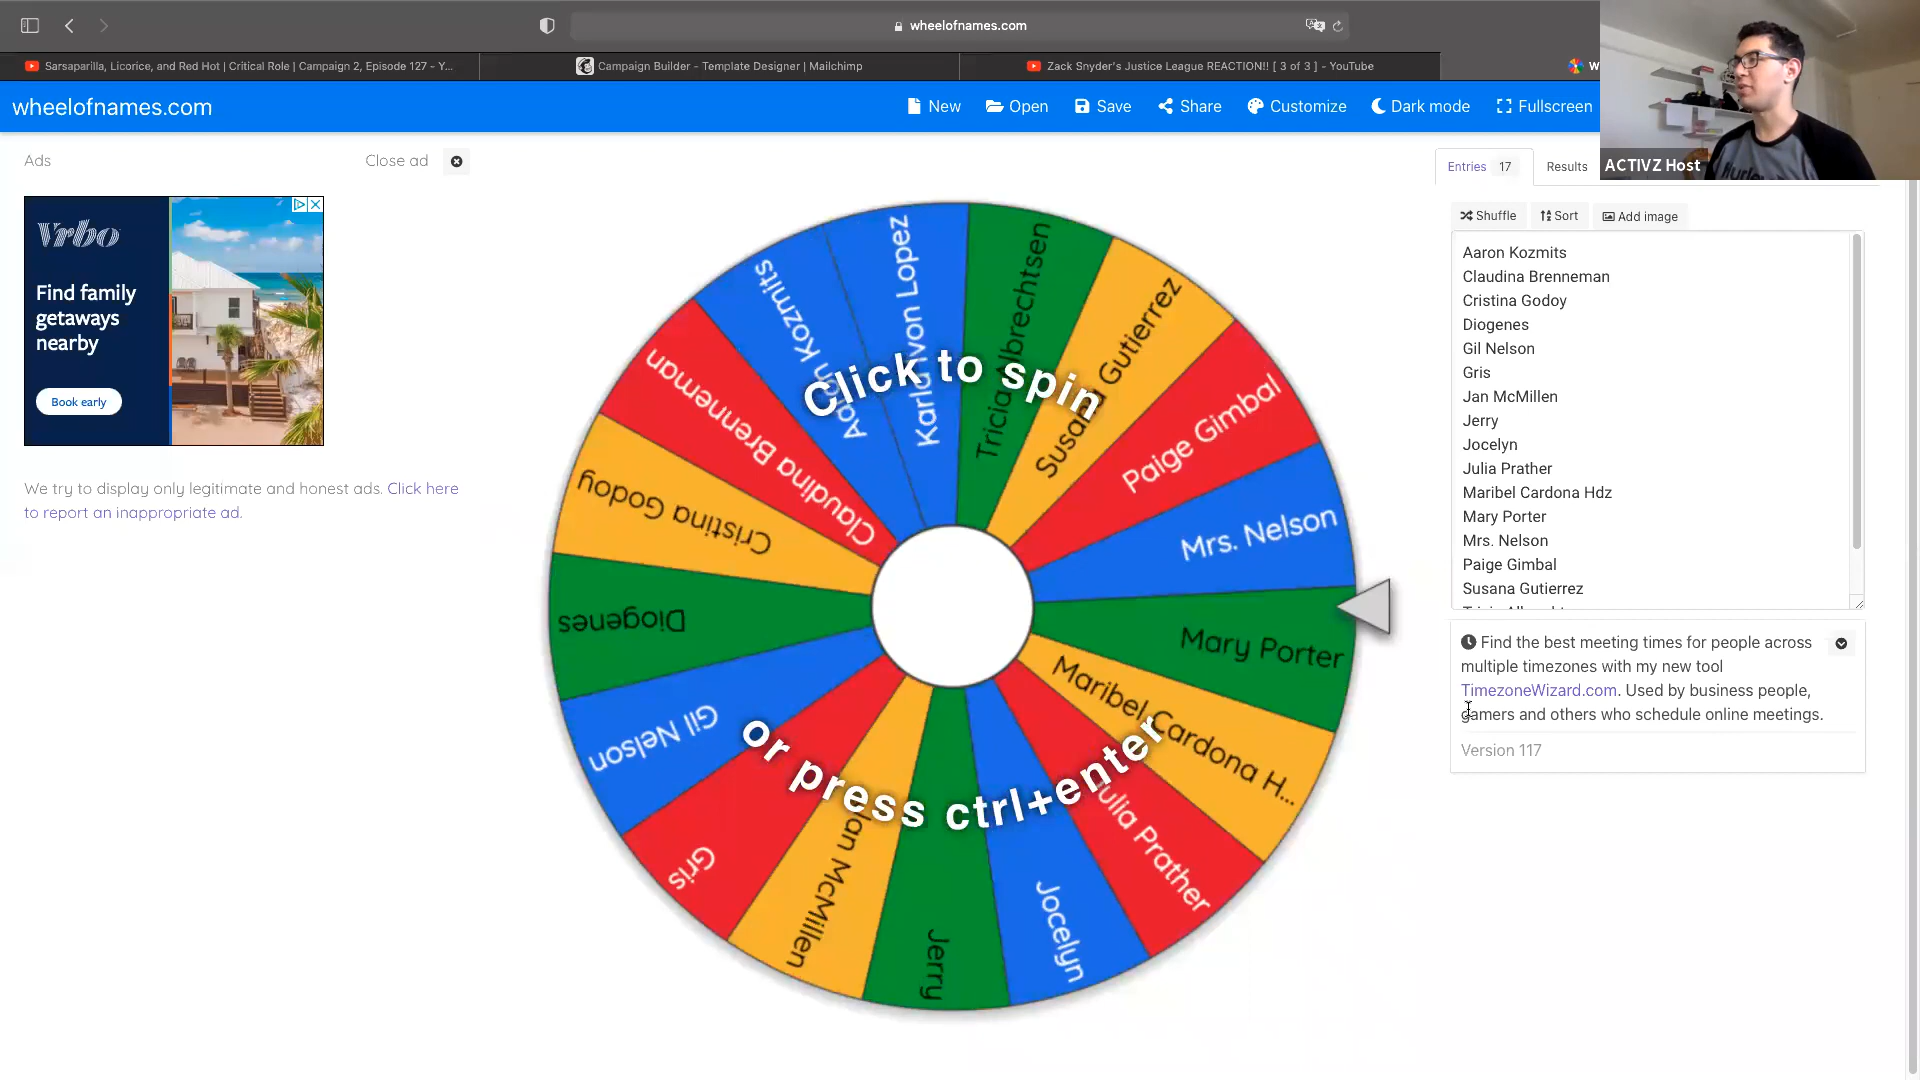 wheelofnames.com
Sarsaparilla, Licorice, and Red Hot | Critical Role | Campaign 2, Episode 127 - Y...
Campaign Builder - Template Designer | Mailchimp
Zack Snyder's Justice League REACTION!! [ 3 of 3 ] - YouTube
W
wheelofnames.com
New
Open
Save
Share
Customize
Dark mode
Fullscreen
ACTIVZ Host
Ads
Close ad
Vrbo
Find family
getaways
nearby
Book early
We try to display only legitimate and honest ads. Click here
to report an inappropriate ad.
Click to spin
or press ctrl+enter
Karla von Lopez
Tricia Albrechtsen
Susana Gutierrez
Paige Gimbal
Mrs. Nelson
Mary Porter
Maribel Cardona H...
Julia Prather
Jocelyn
Jerry
Jan McMillen
Gris
Gil Nelson
Diogenes
Cristina Godoy
Claudina Brenneman
Aaron Kozmits
Entries 17
Results
Shuffle
Sort
Add image
Aaron Kozmits
Claudina Brenneman
Cristina Godoy
Diogenes
Gil Nelson
Gris
Jan McMillen
Jerry
Jocelyn
Julia Prather
Maribel Cardona Hdz
Mary Porter
Mrs. Nelson
Paige Gimbal
Susana Gutierrez
Find the best meeting times for people across
multiple timezones with my new tool
TimezoneWizard.com. Used by business people,
gamers and others who schedule online meetings.
Version 117